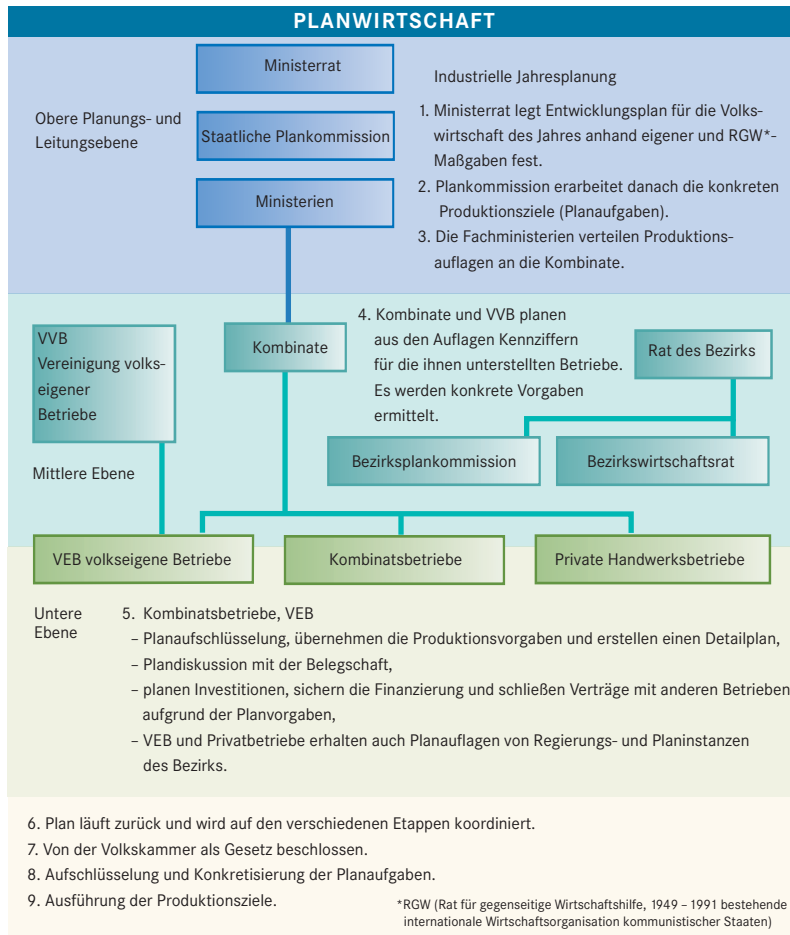 PLANWIRTSCHAFT
Ministerrat
Staatliche Plankommission
Ministerien
Obere Planungs- und
Leitungsebene
Industrielle Jahresplanung
1. Ministerrat legt Entwicklungsplan für die Volks-
wirtschaft des Jahres anhand eigener und RGW*-
Maßgaben fest.
2. Plankommission erarbeitet danach die konkreten
Produktionsziele (Planaufgaben).
3. Die Fachministerien verteilen Produktions-
auflagen an die Kombinate.
VVB
Vereinigung volks-
eigener
Betriebe
Kombinate
4. Kombinate und VVB planen
aus den Auflagen Kennziffern
für die ihnen unterstellten Betriebe.
Es werden konkrete Vorgaben
ermittelt.
Rat des Bezirks
Bezirksplankommission
Bezirkswirtschaftsrat
Mittlere Ebene
VEB volkseigene Betriebe
Kombinatsbetriebe
Private Handwerksbetriebe
Untere
Ebene
5. Kombinatsbetriebe, VEB
– Planaufschlüsselung, übernehmen die Produktionsvorgaben und erstellen einen Detailplan,
– Plandiskussion mit der Belegschaft,
– planen Investitionen, sichern die Finanzierung und schließen Verträge mit anderen Betrieben
aufgrund der Planvorgaben,
– VEB und Privatbetriebe erhalten auch Planauflagen von Regierungs- und Planinstanzen
des Bezirks.
6. Plan läuft zurück und wird auf den verschiedenen Etappen koordiniert.
7. Von der Volkskammer als Gesetz beschlossen.
8. Aufschlüsselung und Konkretisierung der Planaufgaben.
9. Ausführung der Produktionsziele.
*RGW (Rat für gegenseitige Wirtschaftshilfe, 1949 – 1991 bestehende
internationale Wirtschaftsorganisation kommunistischer Staaten)